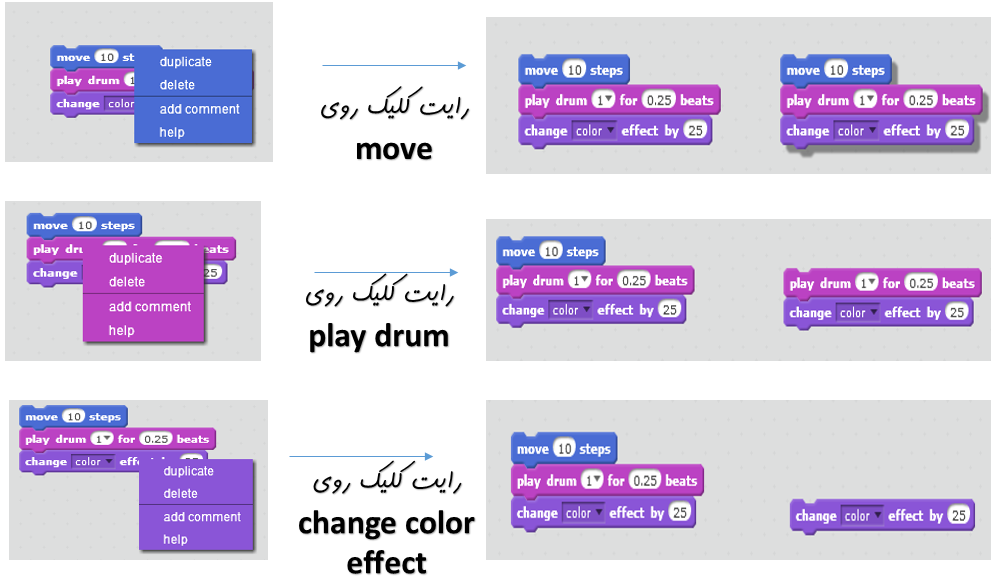 move 10 st
play drum 1
change color
duplicate
delete
add comment
help
رایت کلیک روی
move
move 10 steps
play drum 1 for 0.25 beats
change color effect by 25
move 10 steps
play drum 1 for 0.25 beats
change color effect by 25
move 10 steps
play dru for beats
change 25
duplicate
delete
add comment
help
رایت کلیک روی
play drum
move 10 steps
play drum 1 for 0.25 beats
change color effect by 25
play drum 1 for 0.25 beats
change color effect by 25
move 10 steps
play drum 1 for 0.25 beats
change color effe
duplicate
delete
add comment
help
رایت کلیک روی
change color
effect
move 10 steps
play drum 1 for 0.25 beats
change color effect by 25
change color effect by 25